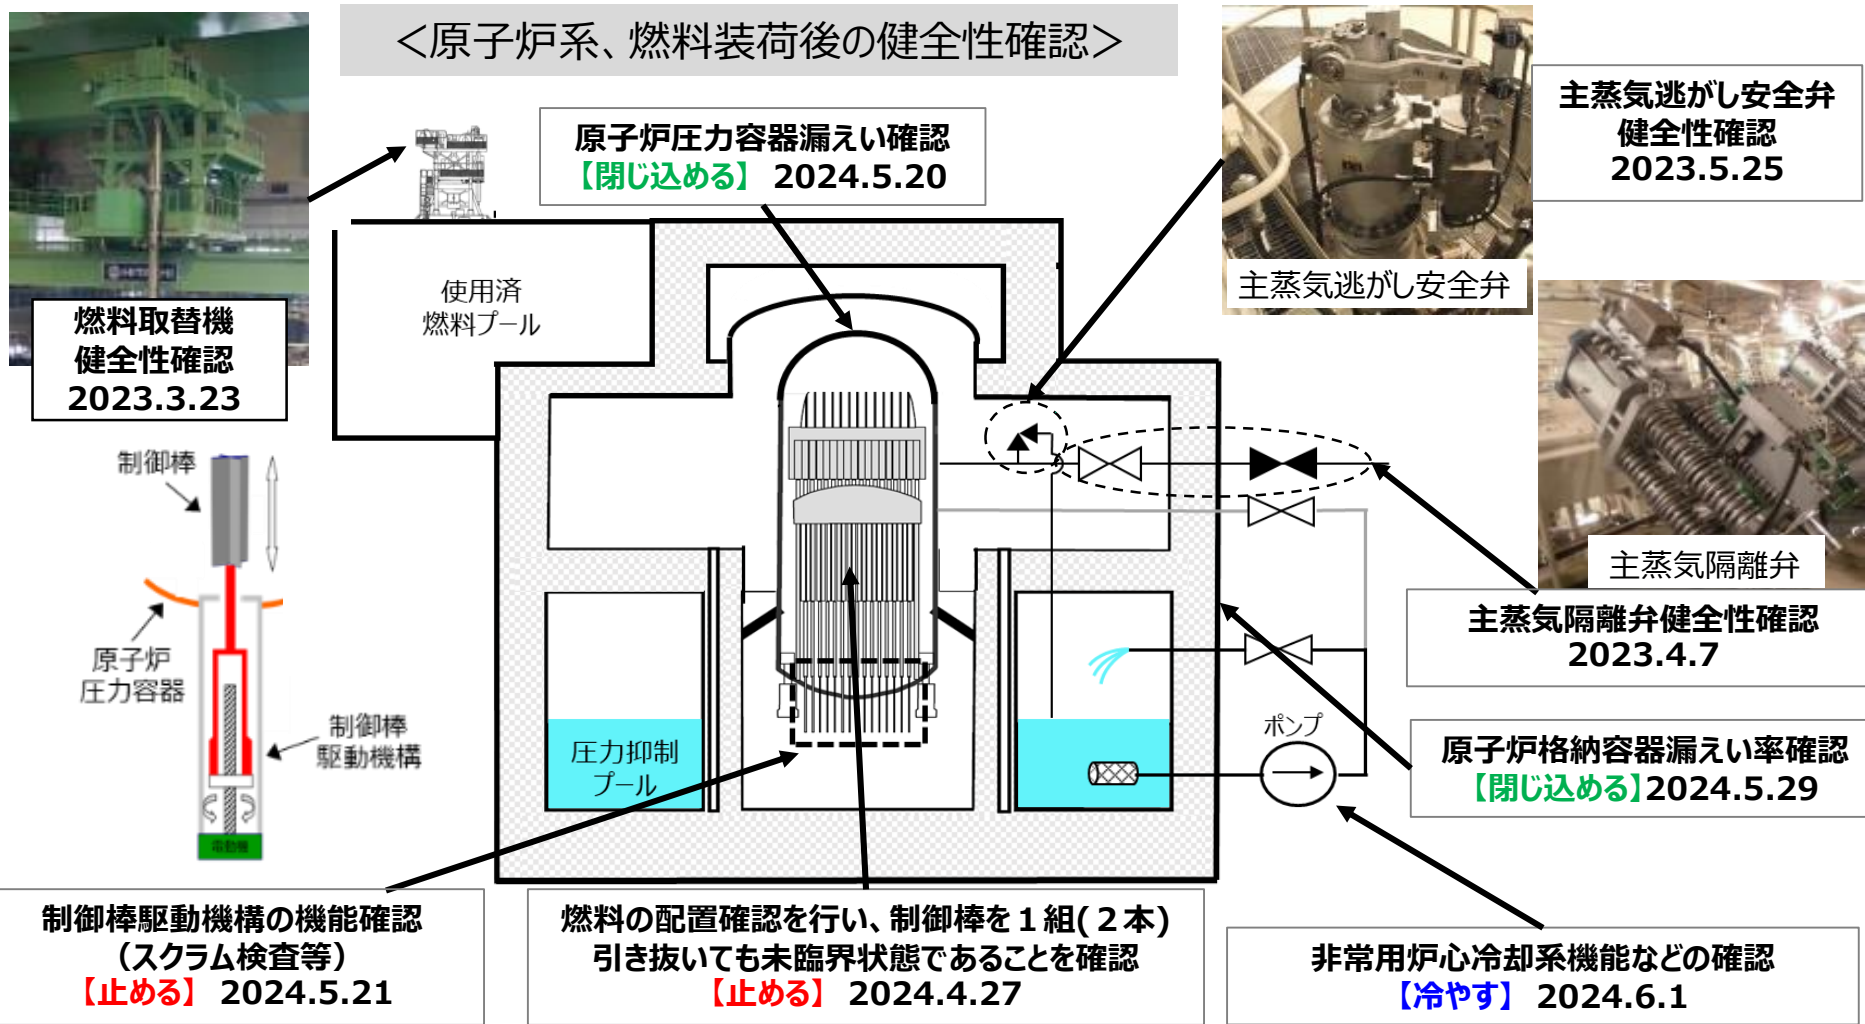 <原子炉系、燃料装荷後の健全性確認>
原子炉圧力容器漏えい確認
【閉じ込める】 2024.5.20
主蒸気逃がし安全弁
健全性確認
2023.5.25
主蒸気逃がし安全弁
使用済
燃料プール
燃料取替機
健全性確認
2023.3.23
制御棒
原子炉
圧力容器
制御棒
駆動機構
電動機
主蒸気隔離弁
主蒸気隔離弁健全性確認
2023.4.7
圧力抑制
プール
ポンプ
原子炉格納容器漏えい率確認
【閉じ込める】2024.5.29
制御棒駆動機構の機能確認
(スクラム検査等)
【止める】 2024.5.21
燃料の配置確認を行い、制御棒を1組(2本)
引き抜いても未臨界状態であることを確認
【止める】 2024.4.27
非常用炉心冷却系機能などの確認
【冷やす】 2024.6.1